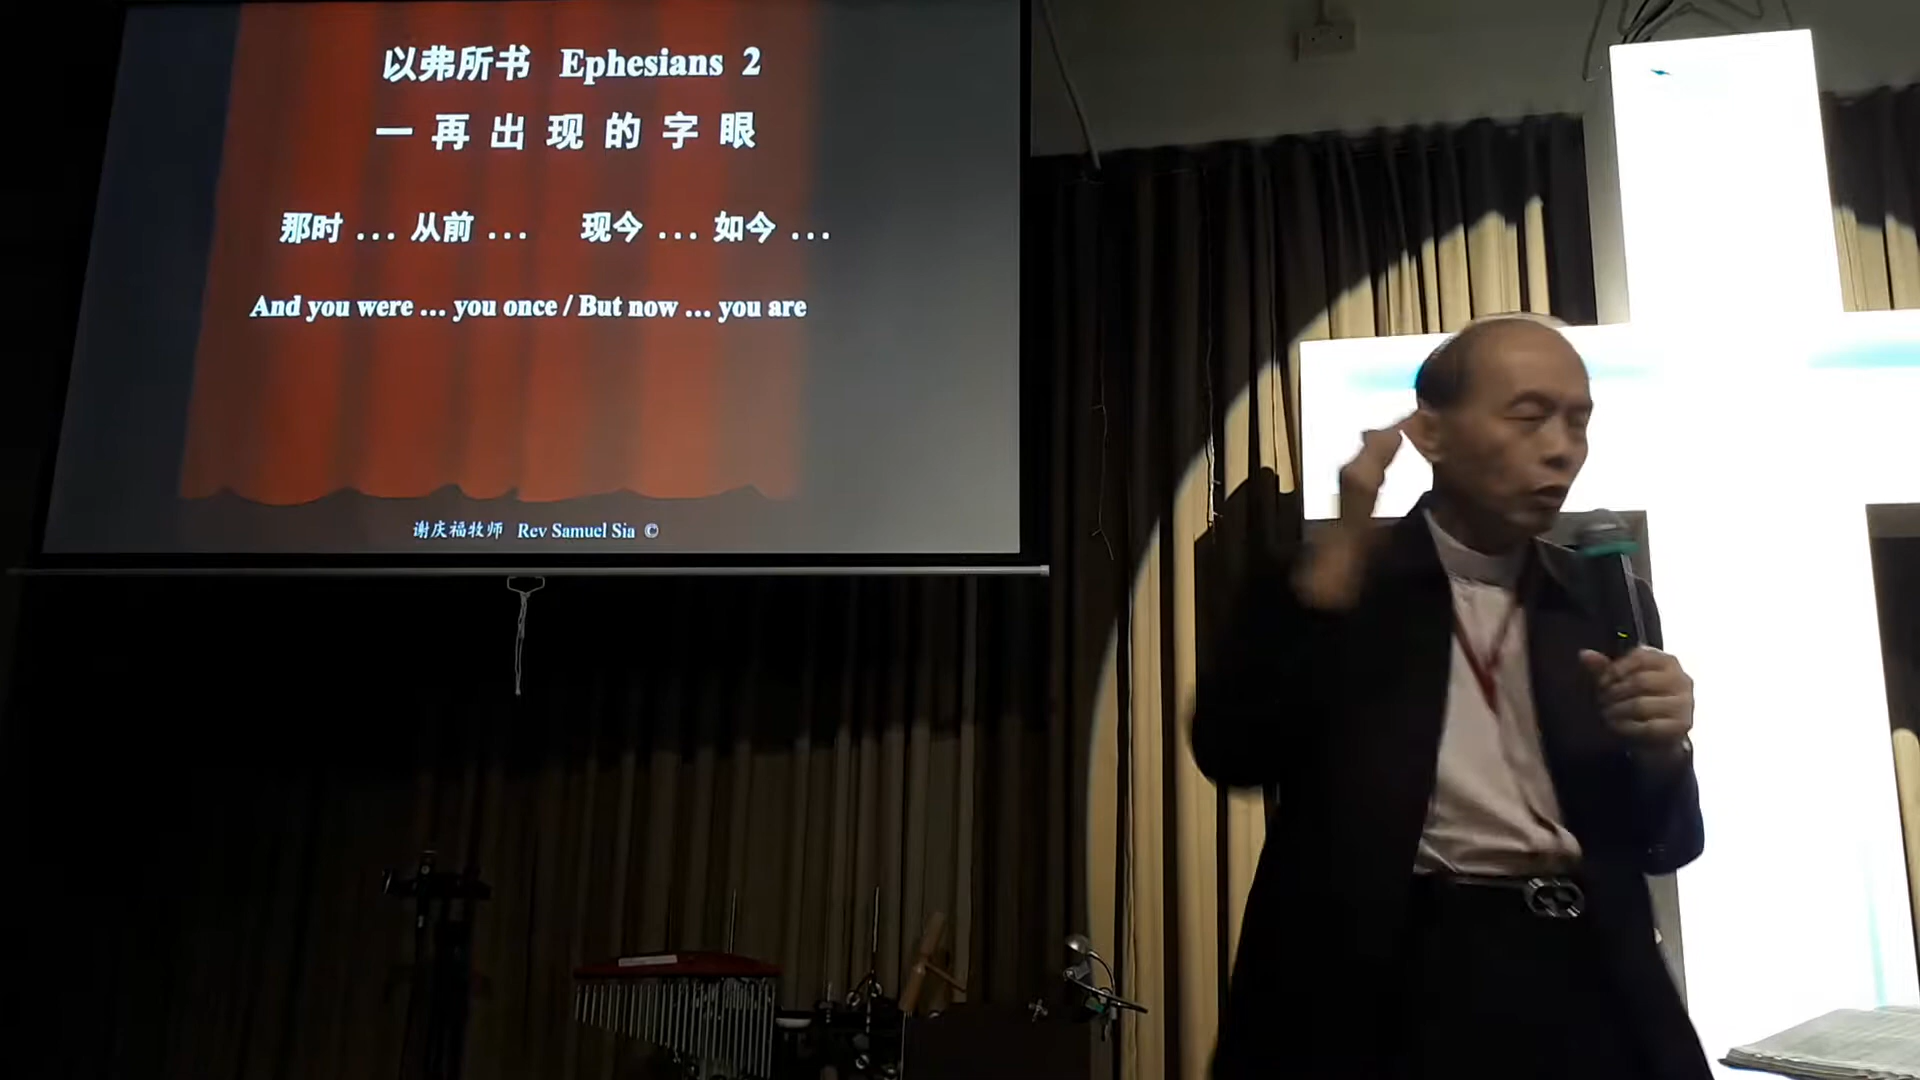 以弗所书 Ephesians 2
一再出现的字眼
那时 ... 从前 ... 现今 ... 如今 ...
And you were ... you once / But now ... you are
谢庆福牧师 Rev Samuel Sia ©